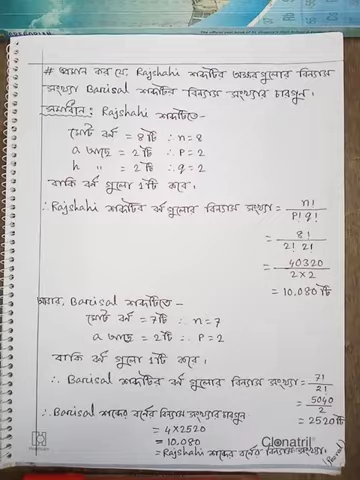 # প্রমাণ কর যে, Rajshahi শব্দটির অক্ষরগুলোর বিন্যাস
সংখ্যা Barisal শব্দটির বিন্যাস সংখ্যার চারগুন।
সমাধান: Rajshahi শব্দটিতে-
মোট বর্ণ = 8টি ∴ n = 8
a আছে = 2টি ∴ P = 2
h " = 2টি ∴ q = 2
বাকি বর্ণ গুলো 1টি করে।
∴ Rajshahi শব্দটির বর্ণ গুলোর বিন্যাস সংখ্যা = n! / P! q!
= 8! / 2! 2!
= 40320 / 2 × 2
= 10.080 টি
আবার, Barisal শব্দটিতে –
মোট বর্ণ = 7টি ∴ n = 7
a আছে = 2টি ∴ P = 2
বাকি বর্ণ গুলো 1টি করে।
∴ Barisal শব্দটির বর্ণ গুলোর বিন্যাস সংখ্যা = 7! / 2!
= 5040 / 2
= 2520 টি
∴ Barisal শব্দের বর্ণের বিন্যাস সংখ্যার চারগুন
= 4 × 2520
= 10.080
= Rajshahi শব্দের বর্ণের বিন্যাস সংখ্যা।
(Proved)
Clonatril